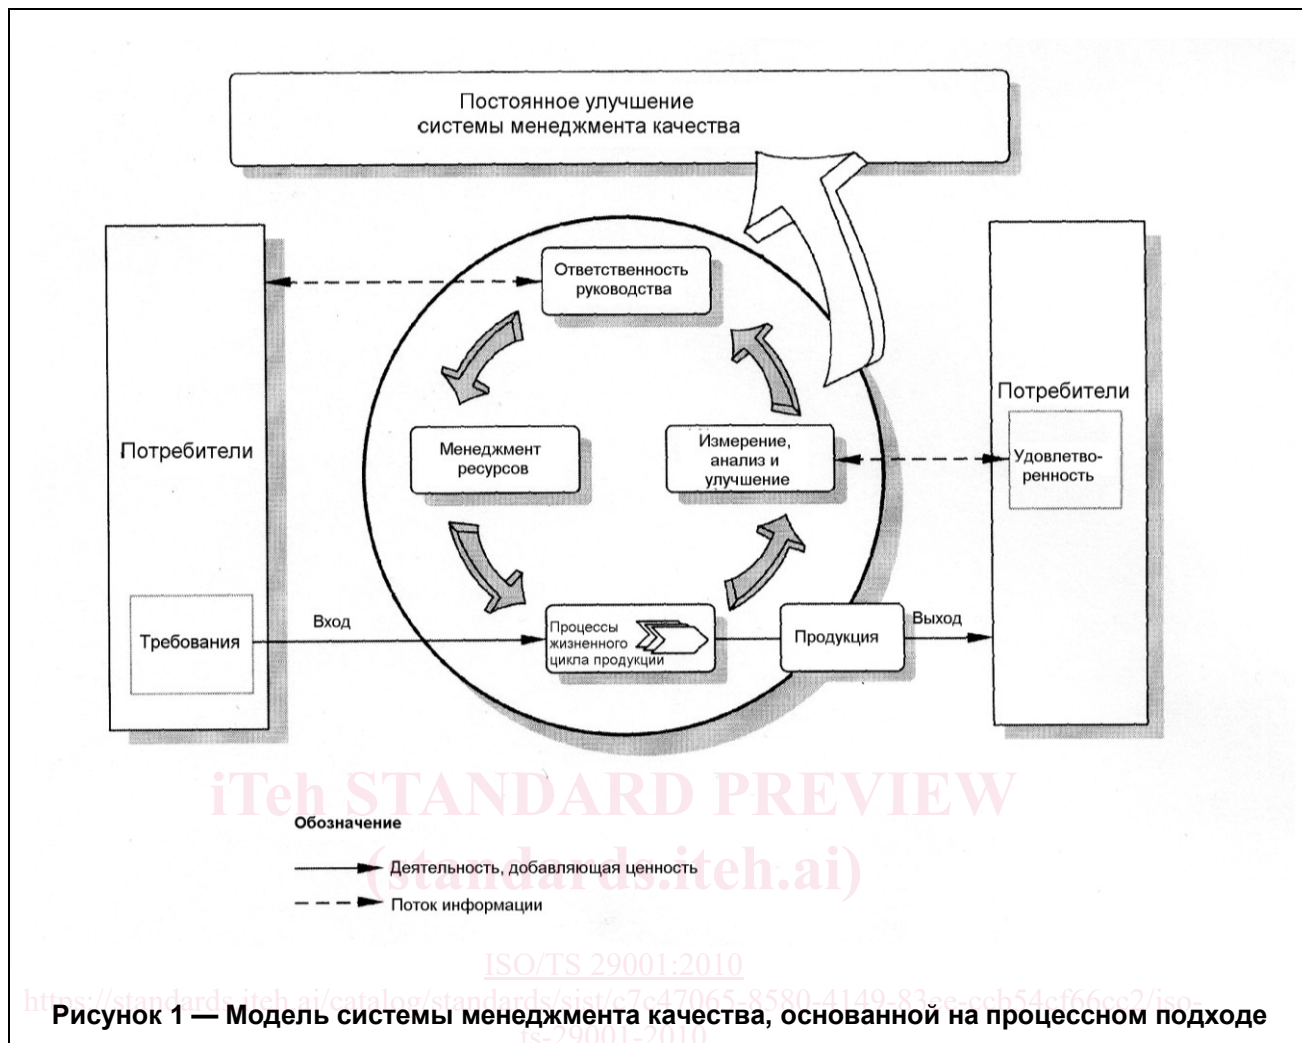 Постоянное улучшение
системы менеджмента качества
Ответственность
руководства
Потребители
Менеджмент
ресурсов
Измерение,
анализ и
улучшение
Потребители
Удовлетво-
ренность
Требования
Вход
Процессы
жизненного
цикла продукции
Продукция
Выход
iTeh STANDARD PREVIEW
Обозначение
(standards.iteh.ai)
Деятельность, добавляющая ценность
Поток информации
ISO/TS 29001:2010
https://standards.iteh.ai/catalog/standards/sist/c7c47065-8580-4149-83ee-ccb54cf66cc2/iso-
Рисунок 1 — Модель системы менеджмента качества, основанной на процессном подходе
ts-29001-2010